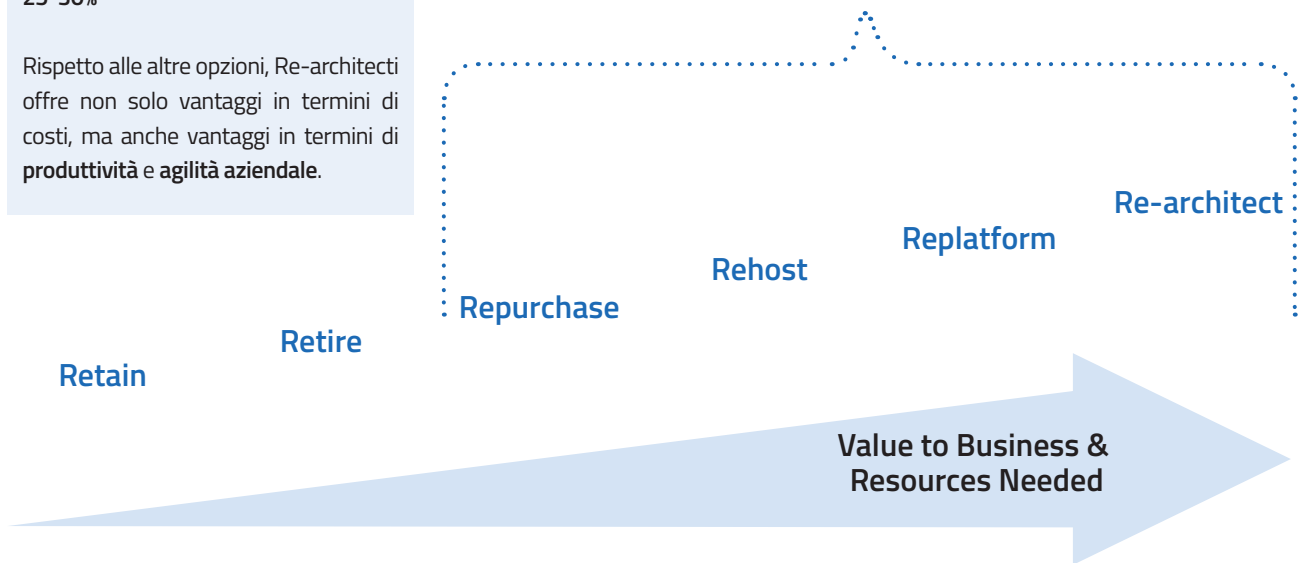 Rispetto alle altre opzioni, Re-architecti
offre non solo vantaggi in termini di
costi, ma anche vantaggi in termini di
produttività e agilità aziendale.
Re-architect
Replatform
Rehost
Repurchase
Retire
Retain
Value to Business &
Resources Needed